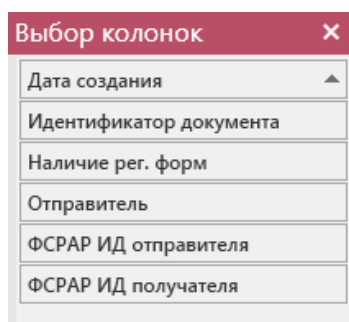 Выбор колонок
Дата создания
Идентификатор документа
Наличие рег. форм
Отправитель
ФСРАР ИД отправителя
ФСРАР ИД получателя